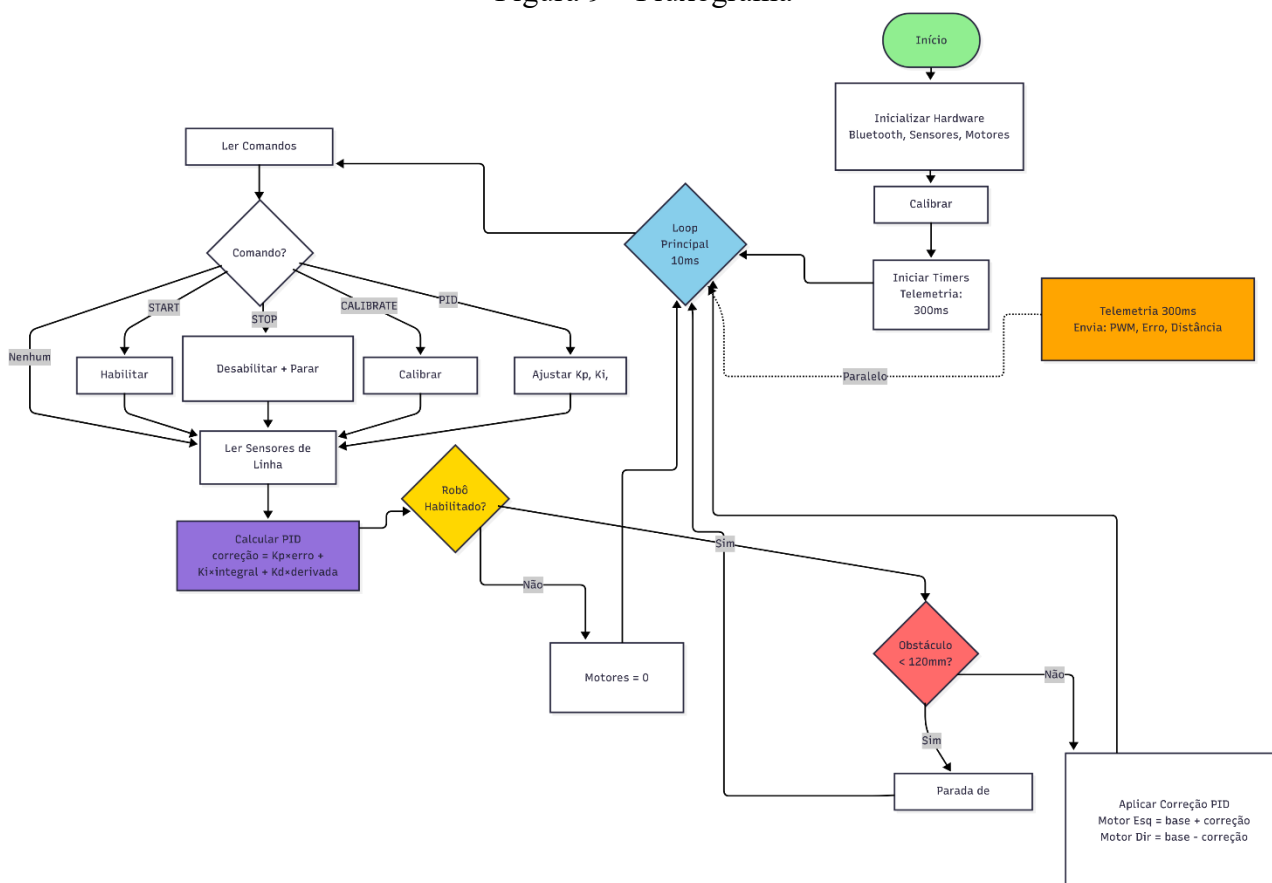 Figura 9 – Fluxograma
Início
Inicializar Hardware
Bluetooth, Sensores, Motores
Calibrar
Iniciar Timers
Telemetria:
300ms
Loop
Principal
10ms
Telemetria 300ms
Envia: PWM, Erro, Distância
Paralelo
Ler Comandos
Comando?
Nenhum
START
STOP
CALIBRATE
PID
Habilitar
Desabilitar + Parar
Calibrar
Ajustar Kp, Ki,
Ler Sensores de
Linha
Calcular PID
correção = Kp×erro +
Ki×integral + Kd×derivada
Robô
Habilitado?
Não
Motores = 0
Sim
Obstáculo
< 120mm?
Sim
Parada de
Não
Aplicar Correção PID
Motor Esq = base + correção
Motor Dir = base - correção